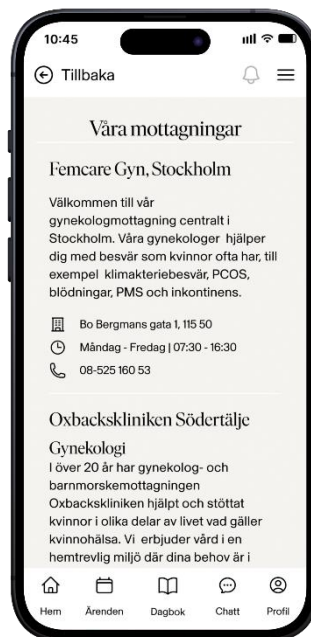 10:45
Tillbaka
Våra mottagningar
Femcare Gyn, Stockholm
Välkommen till vår
gynekologmottagning centralt i
Stockholm. Våra gynekologer hjälper
dig med besvär som kvinnor ofta har, till
exempel klimakteriebesvär, PCOS,
blödningar, PMS och inkontinens.
Bo Bergmans gata 1, 115 50
Måndag - Fredag | 07:30 - 16:30
08-525 160 53
Oxbackskliniken Södertälje
Gynekologi
I över 20 år har gynekolog- och
barnmorskemottagningen
Oxbackskliniken hjälpt och stöttat
kvinnor i olika delar av livet vad gäller
kvinnohälsa. Vi erbjuder vård i en
hemtrevlig miljö där dina behov är i
Hem Ärenden Dagbok Chatt Profil